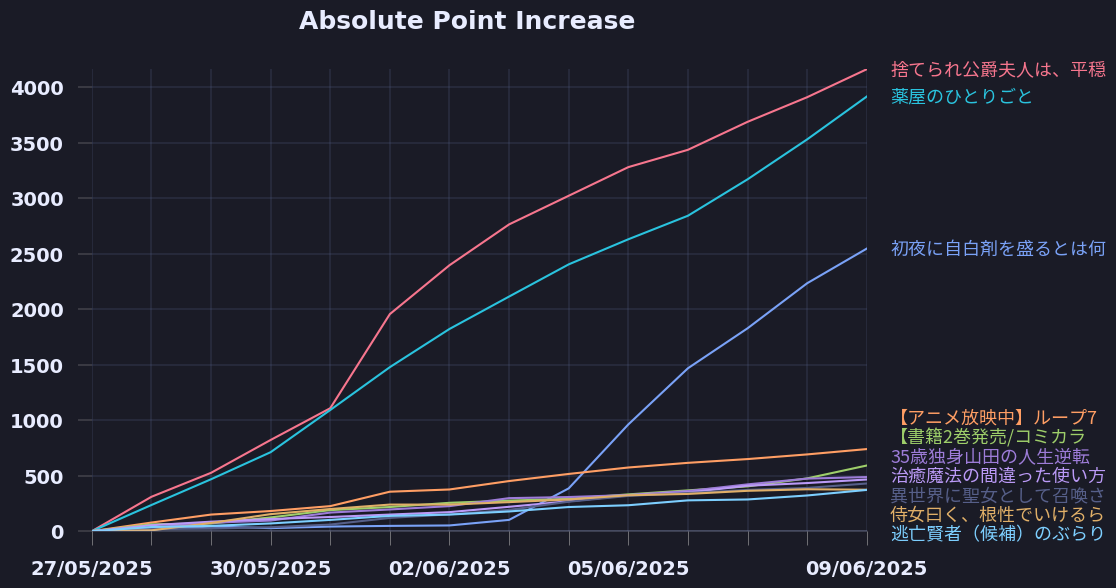 Absolute Point Increase
4000
3500
3000
2500
2000
1500
1000
500
0
27/05/2025
30/05/2025
02/06/2025
05/06/2025
09/06/2025
捨てられ公爵夫人は、平穏
薬屋のひとりごと
初夜に自白剤を盛るとは何
【アニメ放映中】ループ7
【書籍2巻発売/コミカラ
35歳独身山田の人生逆転
治癒魔法の間違った使い方
異世界に聖女として召喚さ
侍女曰く、根性でいけるら
逃亡賢者（候補）のぶらり